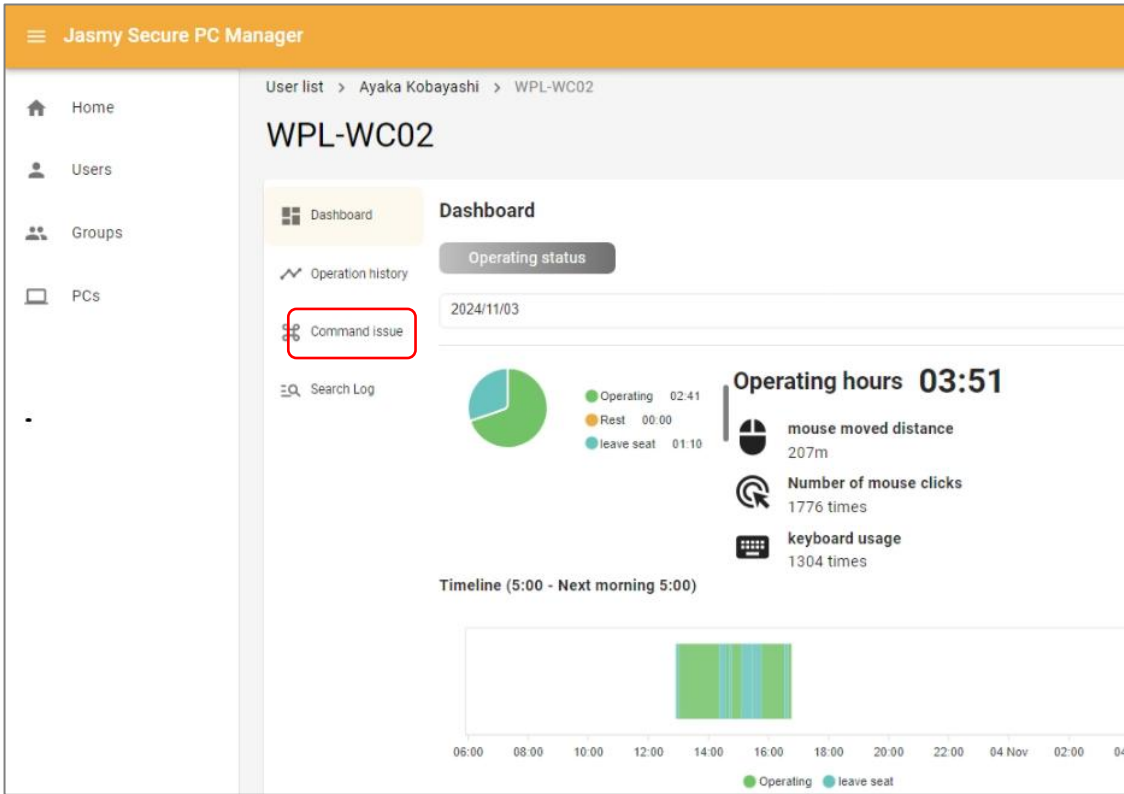 Jasmy Secure PC Manager
Home
Users
Groups
PCs
User list > Ayaka Kobayashi > WPL-WC02
WPL-WC02
Dashboard
Operation history
Command issue
Search Log
Dashboard
Operating status
2024/11/03
Operating 02:41
Rest 00:00
leave seat 01:10
Operating hours 03:51
mouse moved distance
207m
Number of mouse clicks
1776 times
keyboard usage
1304 times
Timeline (5:00 - Next morning 5:00)
06:00 08:00 10:00 12:00 14:00 16:00 18:00 20:00 22:00 04 Nov 02:00 04
Operating leave seat